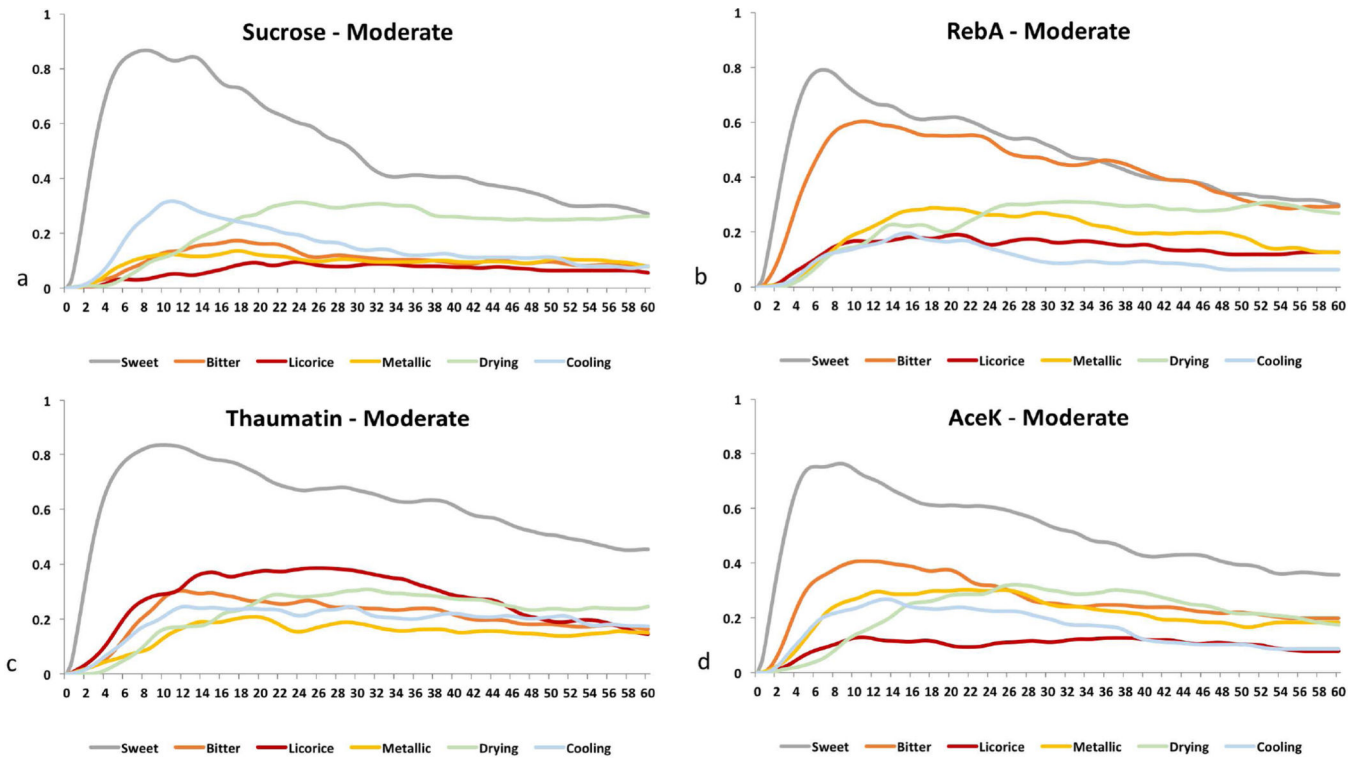 Sucrose - Moderate
1
0.8
0.6
0.4
0.2
0
a
0 2 4 6 8 10 12 14 16 18 20 22 24 26 28 30 32 34 36 38 40 42 44 46 48 50 52 54 56 58 60
Sweet Bitter Licorice Metallic Drying Cooling
RebA - Moderate
1
0.8
0.6
0.4
0.2
0
b
0 2 4 6 8 10 12 14 16 18 20 22 24 26 28 30 32 34 36 38 40 42 44 46 48 50 52 54 56 58 60
Sweet Bitter Licorice Metallic Drying Cooling
Thaumatin - Moderate
1
0.8
0.6
0.4
0.2
0
c
0 2 4 6 8 10 12 14 16 18 20 22 24 26 28 30 32 34 36 38 40 42 44 46 48 50 52 54 56 58 60
Sweet Bitter Licorice Metallic Drying Cooling
AceK - Moderate
1
0.8
0.6
0.4
0.2
0
d
0 2 4 6 8 10 12 14 16 18 20 22 24 26 28 30 32 34 36 38 40 42 44 46 48 50 52 54 56 58 60
Sweet Bitter Licorice Metallic Drying Cooling